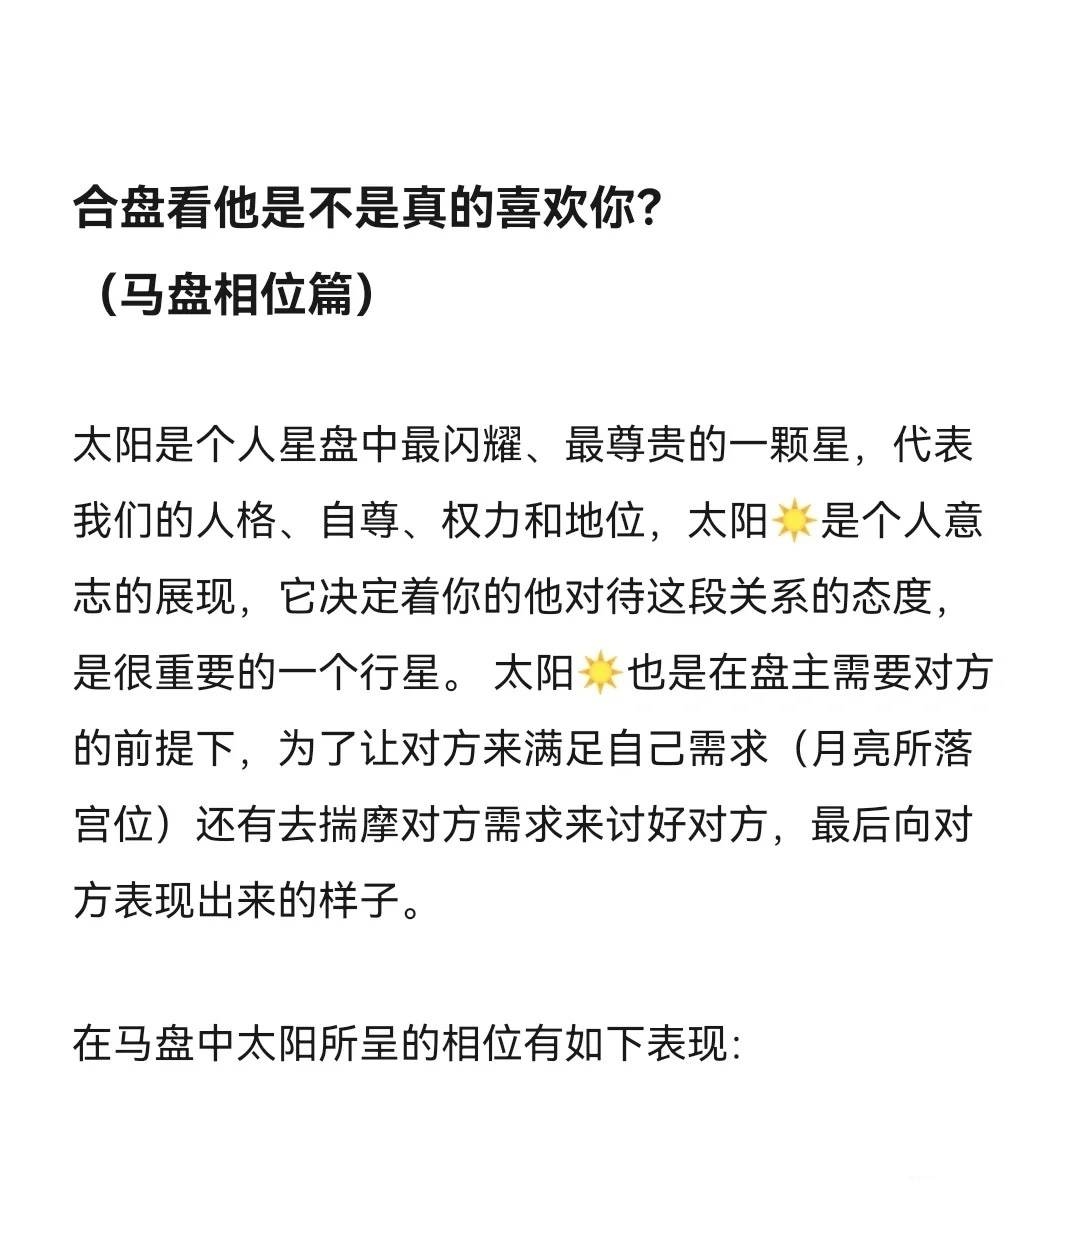 合盘看他是不是真的喜欢你？
（马盘相位篇）
太阳是个人星盘中最闪耀、最尊贵的一颗星，代表
我们的人格、自尊、权力和地位，太阳☀️是个人意
志的展现，它决定着你的他对待这段关系的态度，
是很重要的一个行星。 太阳☀️也是在盘主需要对方
的前提下，为了让对方来满足自己需求（月亮所落
宫位）还有去揣摩对方需求来讨好对方，最后向对
方表现出来的样子。
在马盘中太阳所呈的相位有如下表现：